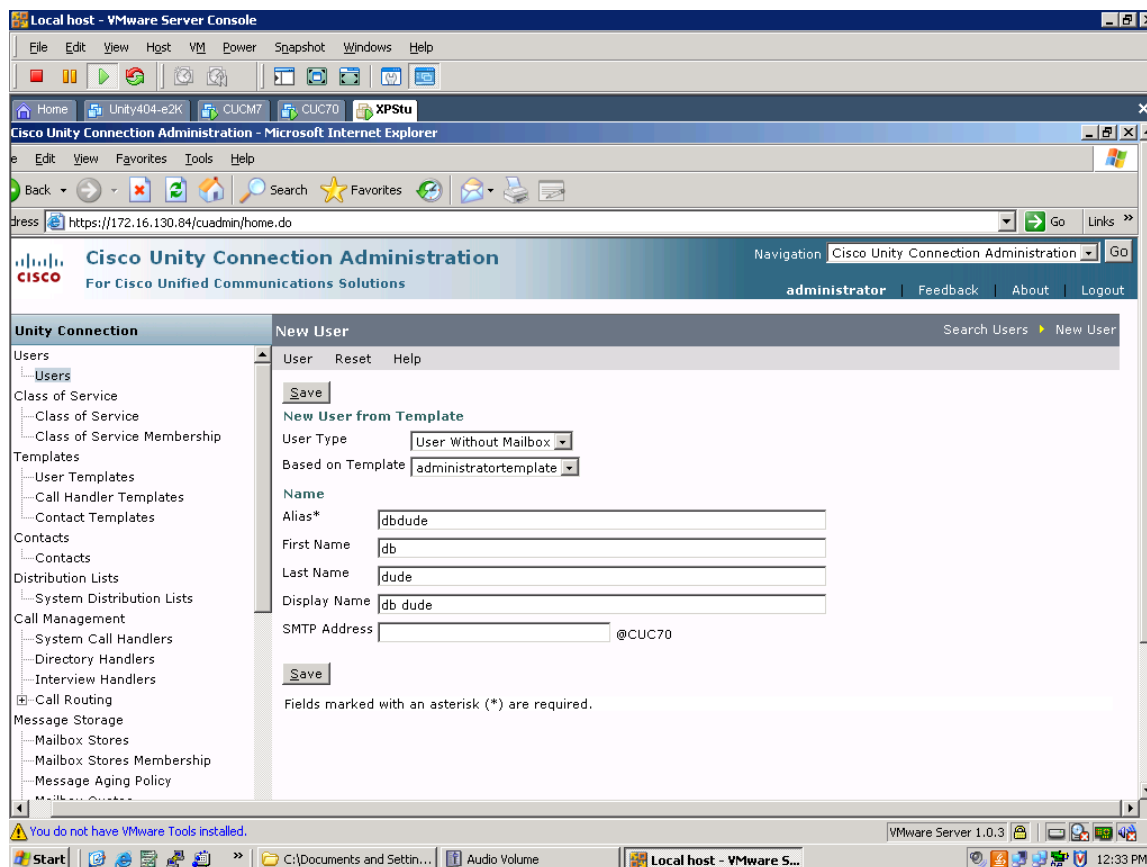 Local host - VMware Server Console
File Edit View Host VM Power Snapshot Windows Help
Home Unity404-e2K CUCM7 CUC70 XPStu
Cisco Unity Connection Administration - Microsoft Internet Explorer
e Edit View Favorites Tools Help
Back Search Favorites
dress https://172.16.130.84/cuadmin/home.do Go Links »
CISCO
Cisco Unity Connection Administration
For Cisco Unified Communications Solutions
Navigation Cisco Unity Connection Administration Go
administrator | Feedback | About | Logout
Unity Connection
Users
Users
Class of Service
Class of Service
Class of Service Membership
Templates
User Templates
Call Handler Templates
Contact Templates
Contacts
Contacts
Distribution Lists
System Distribution Lists
Call Management
System Call Handlers
Directory Handlers
Interview Handlers
Call Routing
Message Storage
Mailbox Stores
Mailbox Stores Membership
Message Aging Policy
New User
Search Users New User
User Reset Help
Save
New User from Template
User Type User Without Mailbox
Based on Template administratortemplate
Name
Alias* dbdude
First Name db
Last Name dude
Display Name db dude
SMTP Address @CUC70
Save
Fields marked with an asterisk (*) are required.
You do not have VMware Tools installed.
VMware Server 1.0.3
Start » C:\Documents and Settin... Audio Volume Local host - VMware S... 12:33 PM